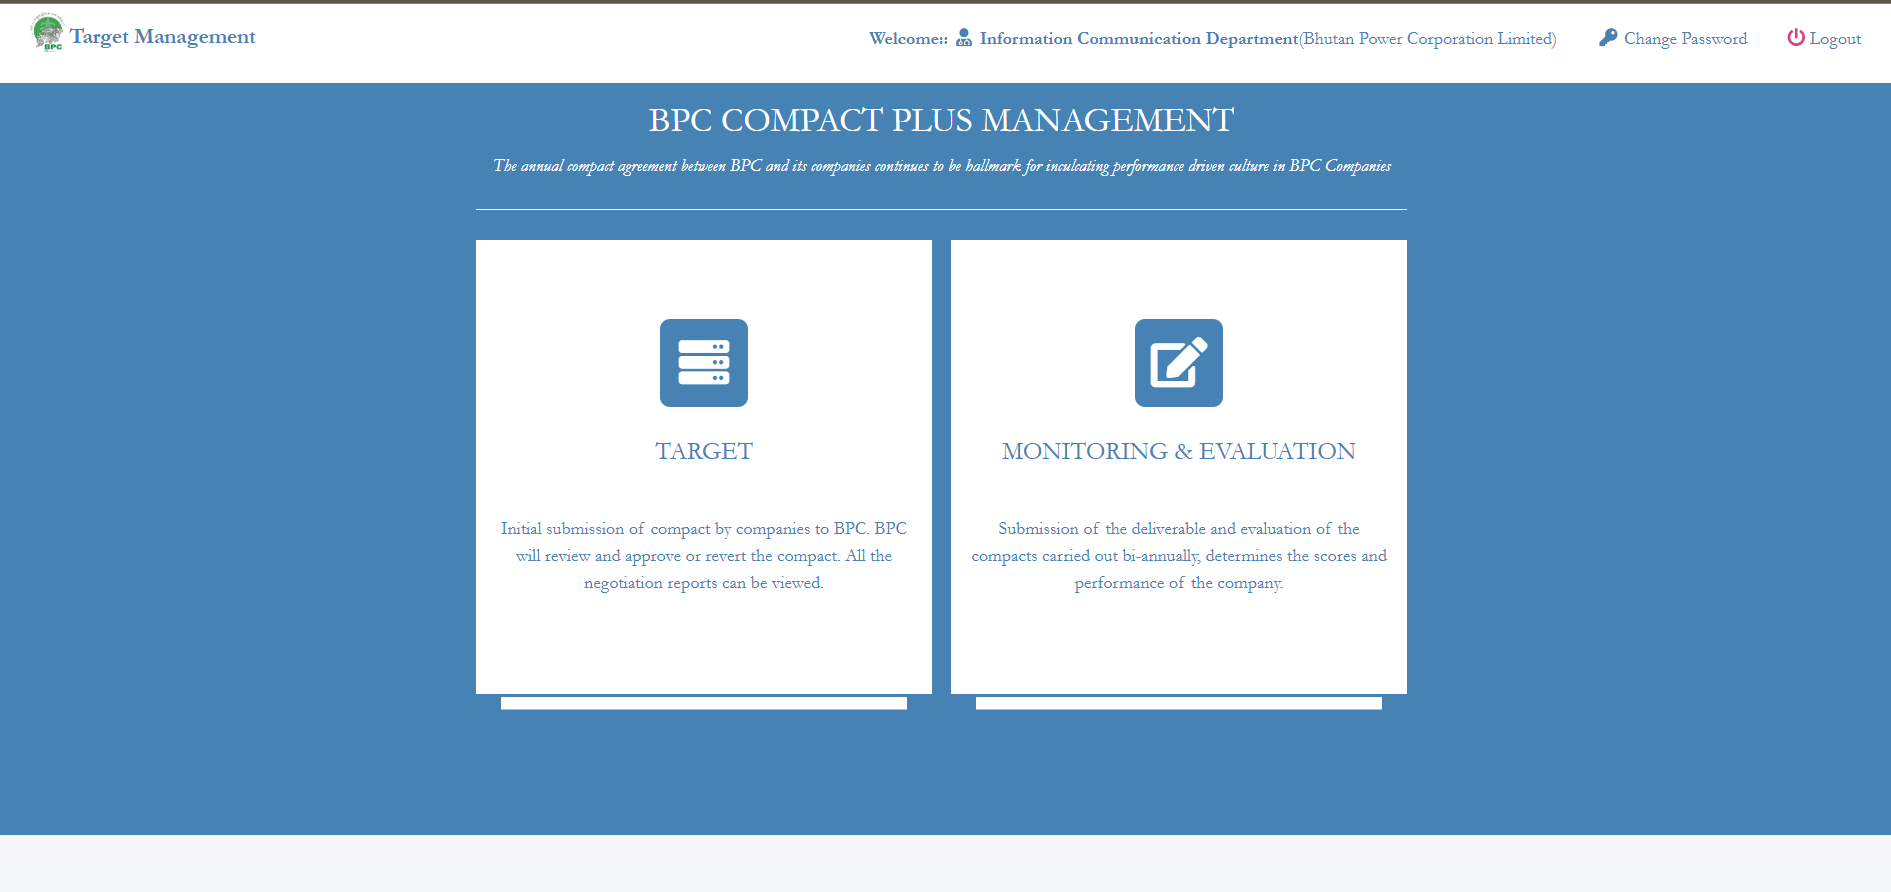 BPC
Target Management
Welcome:: Information Communication Department(Bhutan Power Corporation Limited)
Change Password
Logout
BPC COMPACT PLUS MANAGEMENT
The annual compact agreement between BPC and its companies continues to be hallmark for inculcating performance driven culture in BPC Companies
TARGET
Initial submission of compact by companies to BPC. BPC
will review and approve or revert the compact. All the
negotiation reports can be viewed.
MONITORING & EVALUATION
Submission of the deliverable and evaluation of the
compacts carried out bi-annually, determines the scores and
performance of the company.